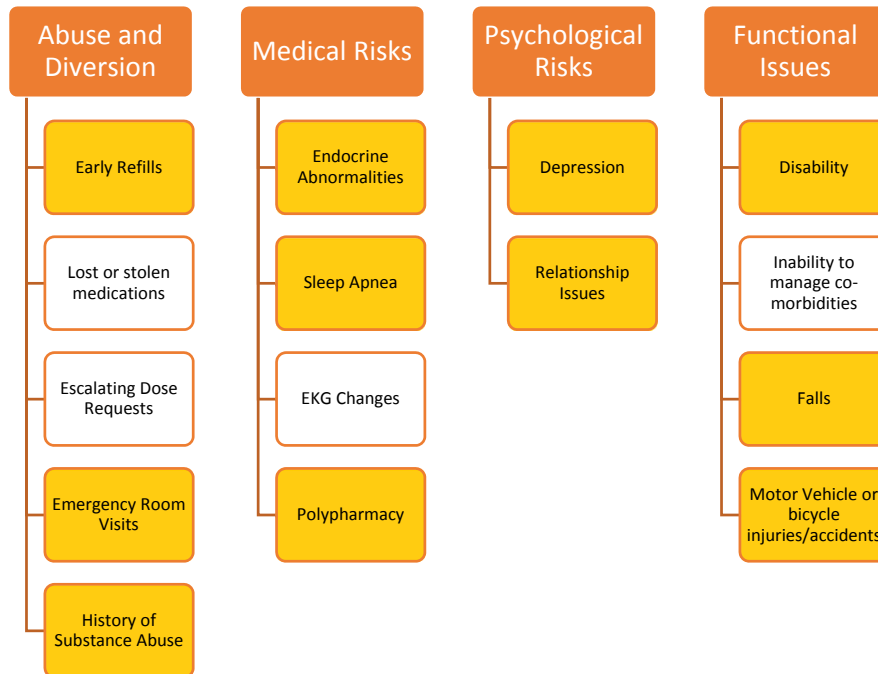 Abuse and
Diversion
Early Refills
Lost or stolen
medications
Escalating Dose
Requests
Emergency Room
Visits
History of
Substance Abuse
Medical Risks
Endocrine
Abnormalities
Sleep Apnea
EKG Changes
Polypharmacy
Psychological
Risks
Depression
Relationship
Issues
Functional
Issues
Disability
Inability to
manage co-
morbidities
Falls
Motor Vehicle or
bicycle
injuries/accidents